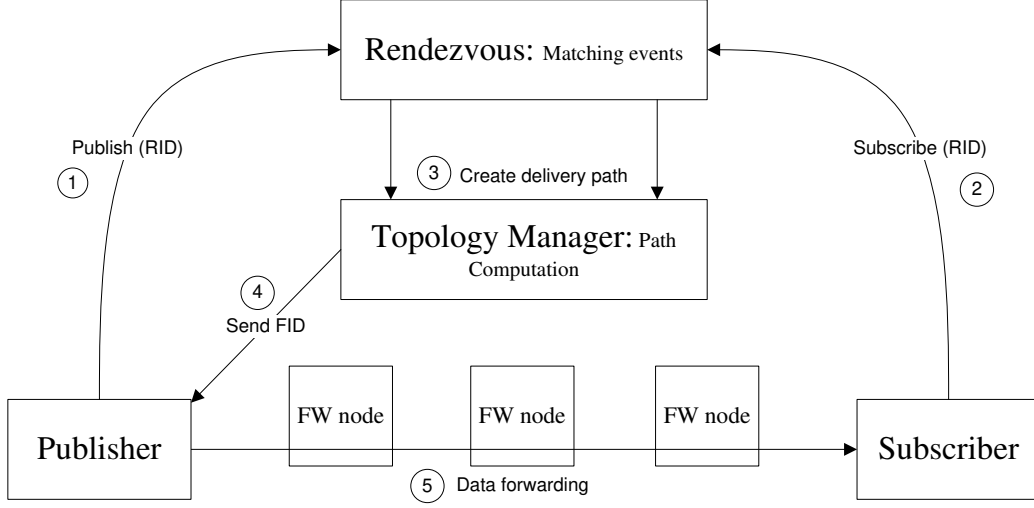 Rendezvous: Matching events
Publish (RID)
1
Subscribe (RID)
2
3 Create delivery path
Topology Manager: Path
Computation
4
Send FID
FW node
FW node
FW node
Publisher
Subscriber
5 Data forwarding